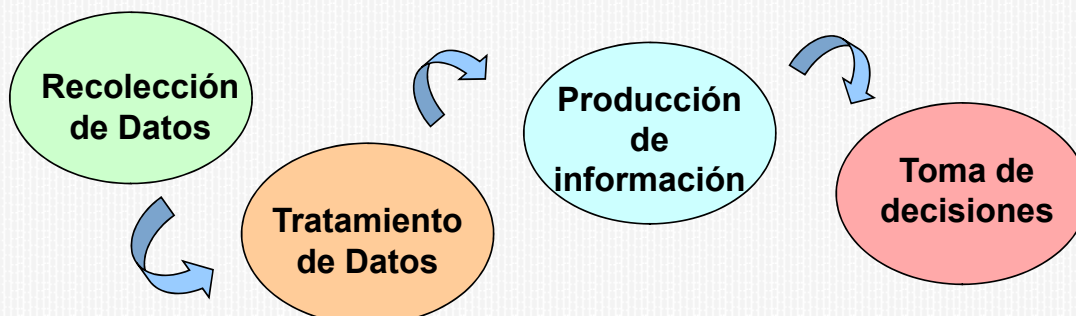 Recolección
de Datos
Tratamiento
de Datos
Producción
de
información
Toma de
decisiones